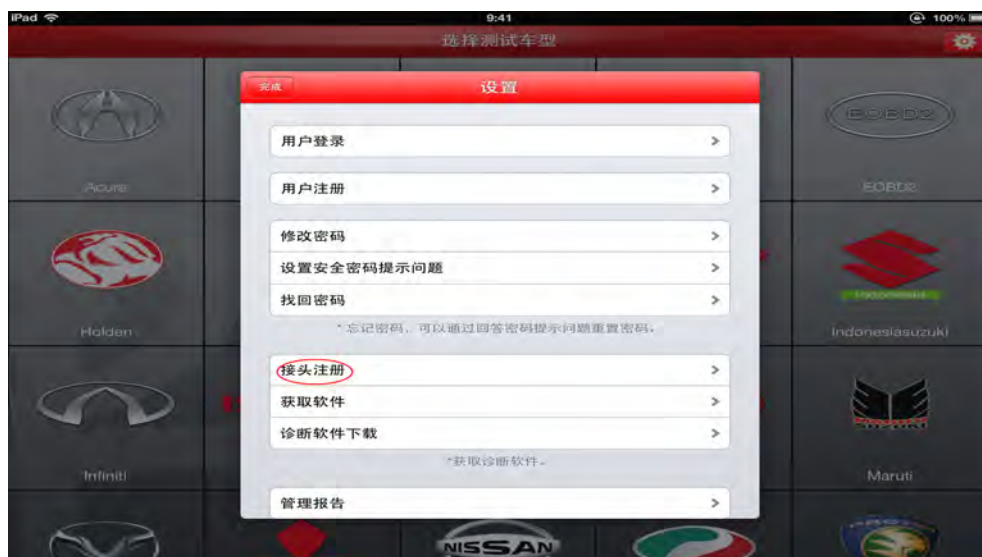 iPad 9:41 100%
选择测试车型
完成 设置
用户登录
用户注册
修改密码
设置安全密码提示问题
找回密码
*忘记密码,可以通过回答密码提示问题重置密码。
接头注册
获取软件
诊断软件下载
*获取诊断软件。
管理报告
Acura
EOBD2
EOBD2
Holden
Indonesia
Indonesiasuzuki
Infiniti
MARUTI SUZUKI
Maruti
NISSAN